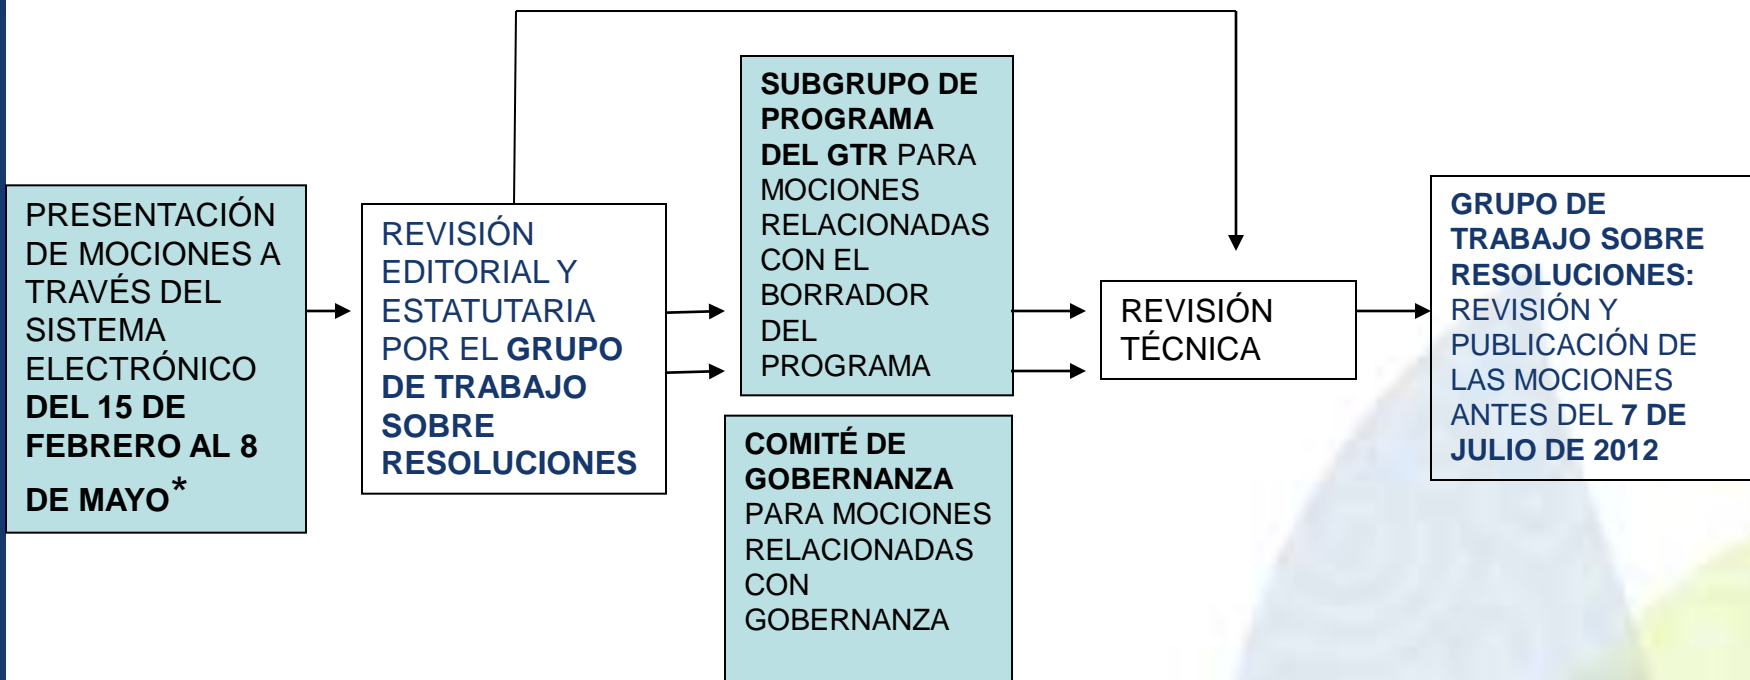 PRESENTACIÓN
DE MOCIONES A
TRAVÉS DEL
SISTEMA
ELECTRÓNICO
DEL 15 DE
FEBRERO AL 8
DE MAYO*
REVISIÓN
EDITORIAL Y
ESTATUTARIA
POR EL GRUPO
DE TRABAJO
SOBRE
RESOLUCIONES
SUBGRUPO DE
PROGRAMA
DEL GTR PARA
MOCIONES
RELACIONADAS
CON EL
BORRADOR
DEL
PROGRAMA
COMITÉ DE
GOBERNANZA
PARA MOCIONES
RELACIONADAS
CON
GOBERNANZA
REVISIÓN
TÉCNICA
GRUPO DE
TRABAJO SOBRE
RESOLUCIONES:
REVISIÓN Y
PUBLICACIÓN DE
LAS MOCIONES
ANTES DEL 7 DE
JULIO DE 2012